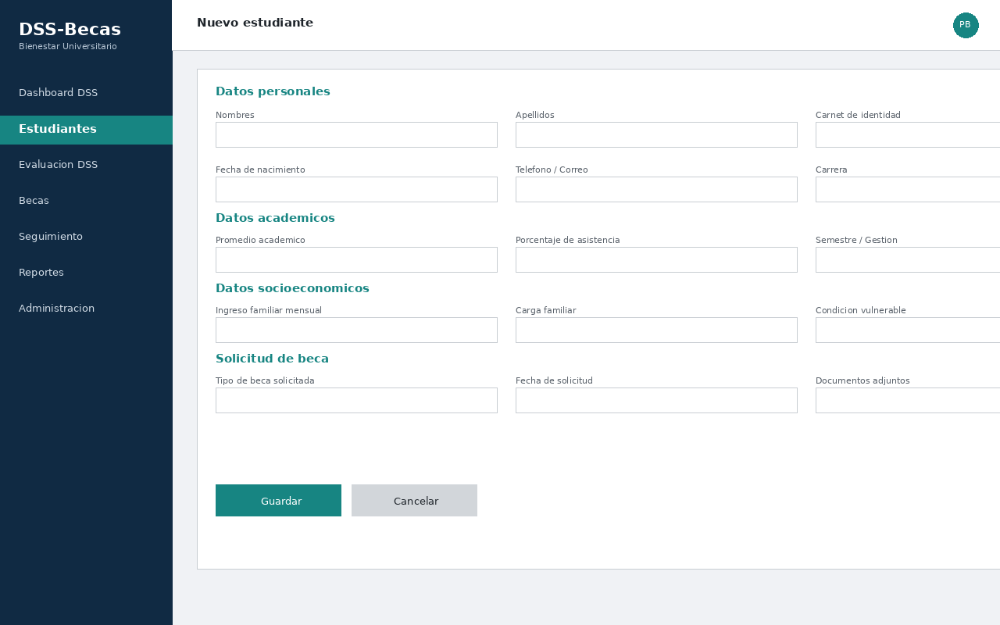 DSS-Becas
Bienestar Universitario
Dashboard DSS
Estudiantes
Evaluacion DSS
Becas
Seguimiento
Reportes
Administracion
Nuevo estudiante
PB
Datos personales
Nombres Apellidos Carnet de identidad
Fecha de nacimiento Telefono / Correo Carrera
Datos academicos
Promedio academico Porcentaje de asistencia Semestre / Gestion
Datos socioeconomicos
Ingreso familiar mensual Carga familiar Condicion vulnerable
Solicitud de beca
Tipo de beca solicitada Fecha de solicitud Documentos adjuntos
Guardar Cancelar